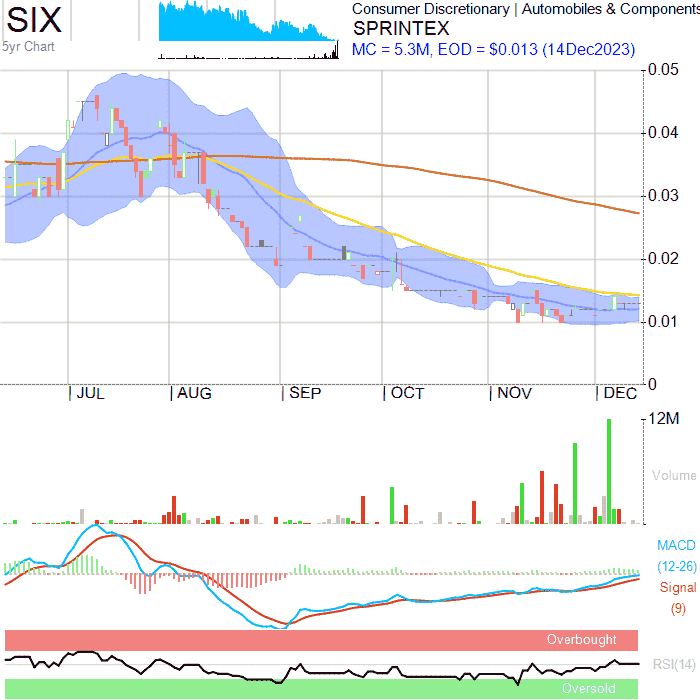 SIX
5yr Chart
Consumer Discretionary | Automobiles & Components
SPRINTEX
MC = 5.3M, EOD = $0.013 (14Dec2023)
0.05
0.04
0.03
0.02
0.01
0
JUL AUG SEP OCT NOV DEC
12M
Volume
MACD
(12-26)
Signal
(9)
Overbought
RSI(14)
Oversold